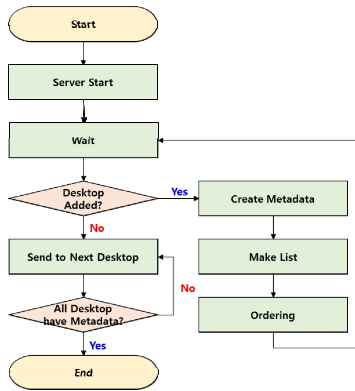 Start
Server Start
Wait
Desktop
Added?
Yes
Create Metadata
No
Send to Next Desktop
Make List
No
All Desktop
have Metadata?
Ordering
Yes
End